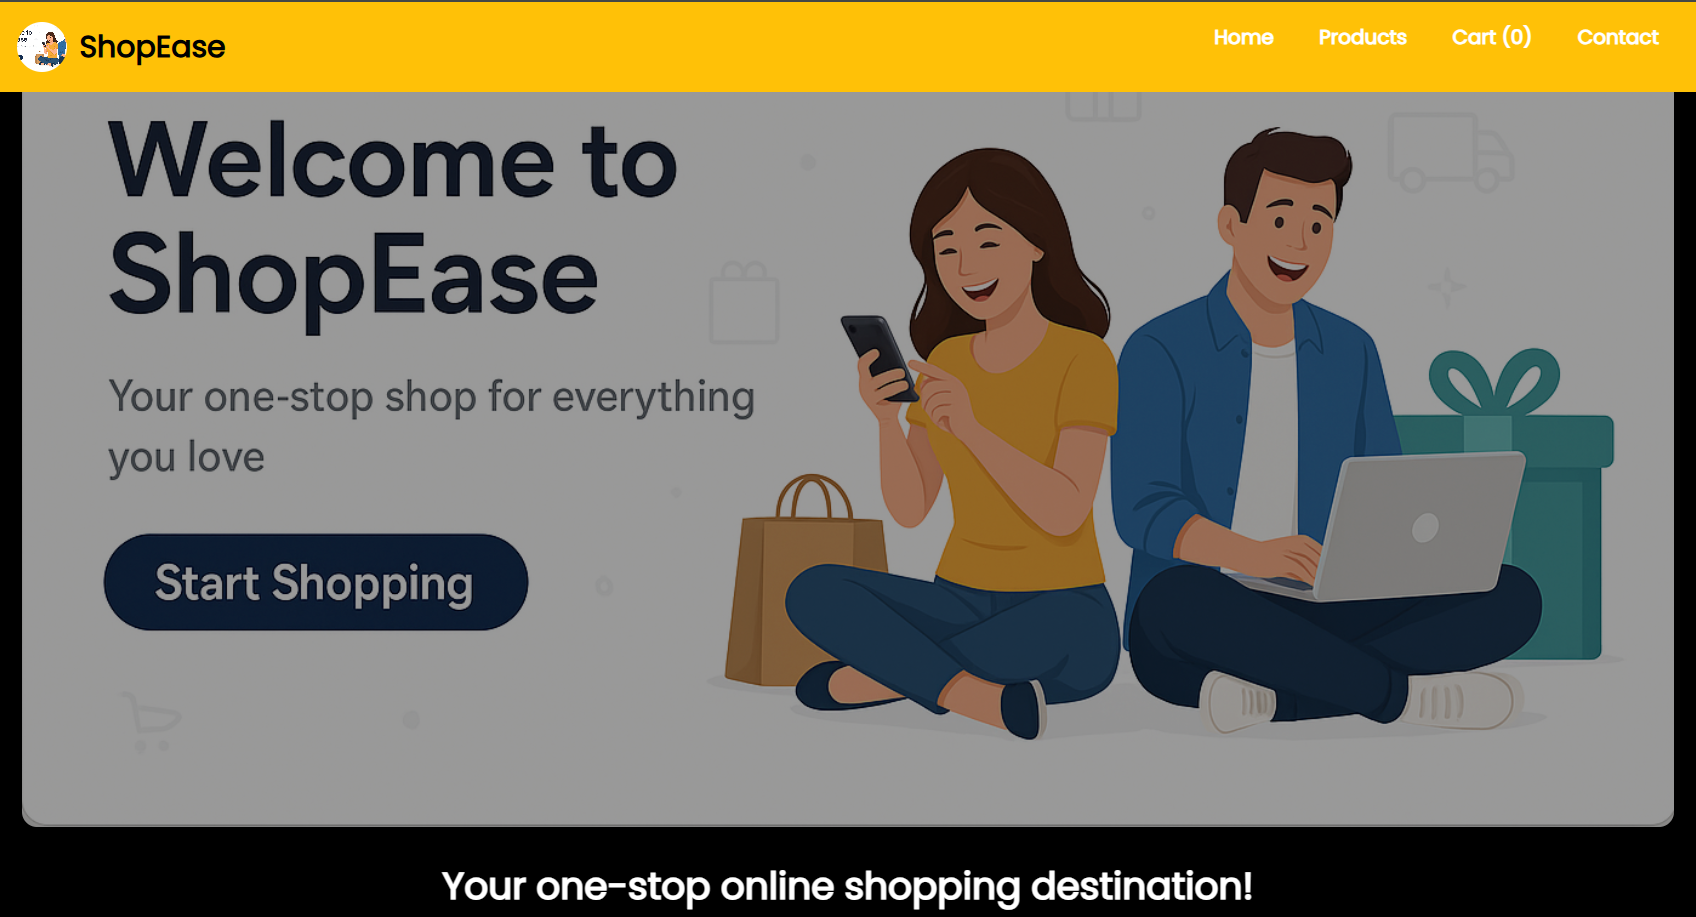 ShopEase
Home Products Cart (0) Contact
Welcome to
ShopEase
Your one-stop shop for everything
you love
Start Shopping
Your one-stop online shopping destination!